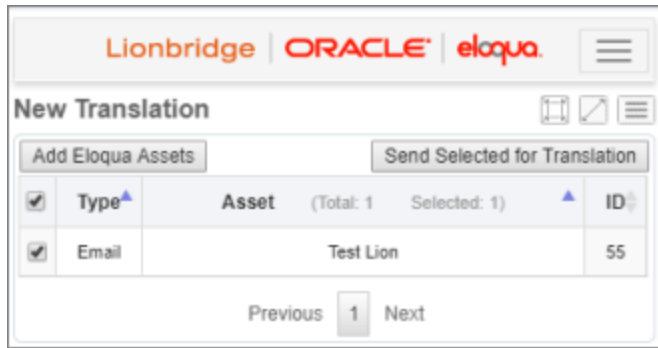 Lionbridge | ORACLE | eloqua.
New Translation
Add Eloqua Assets Send Selected for Translation
Type Asset (Total: 1 Selected: 1) ID
Email Test Lion 55
Previous 1 Next